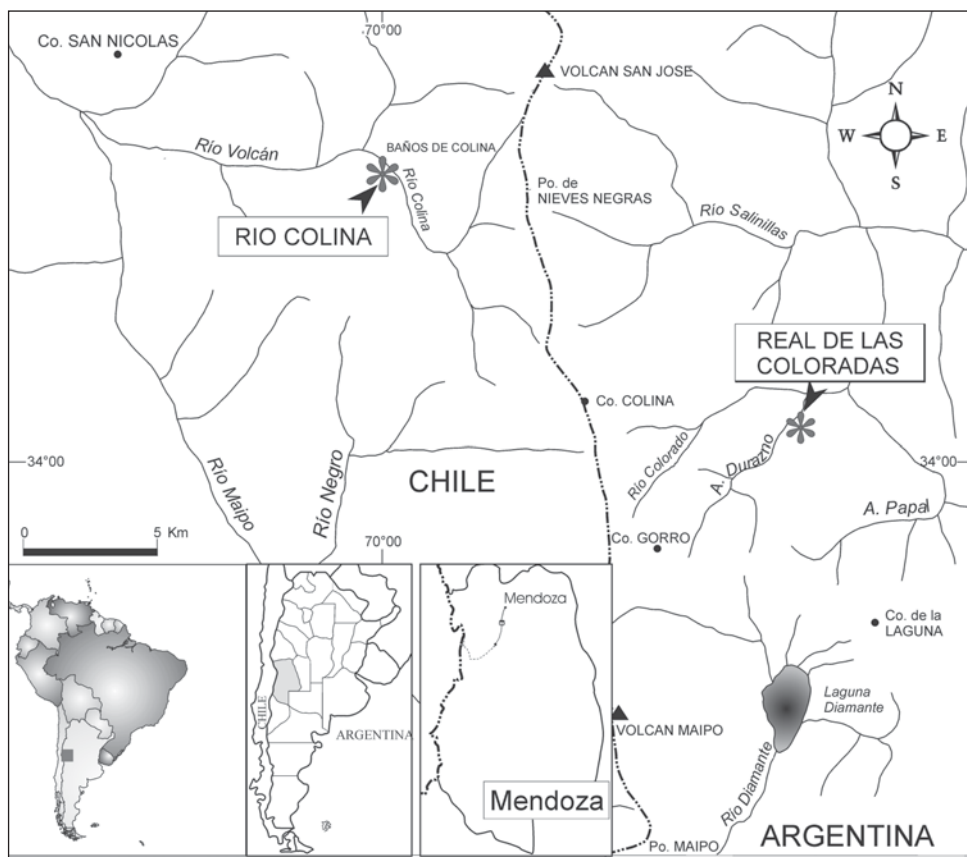 70°00'
Co. SAN NICOLAS
VOLCAN SAN JOSE
N
W
E
S
Río Volcán
BAÑOS DE COLINA
Río Colina
Po. de
NIEVES NEGRAS
RIO COLINA
Río Salinillas
REAL DE LAS
COLORADAS
Co. COLINA
Río Colorado
A. Durazno
34°00'
34°00'
CHILE
Río Maipo
Río Negro
A. Papal
0
5 Km
70°00'
Co. GORRO
Mendoza
Co. de la
LAGUNA
Laguna
Diamante
CHILE
ARGENTINA
VOLCAN MAIPO
Río Diamante
Mendoza
Po. MAIPO
ARGENTINA